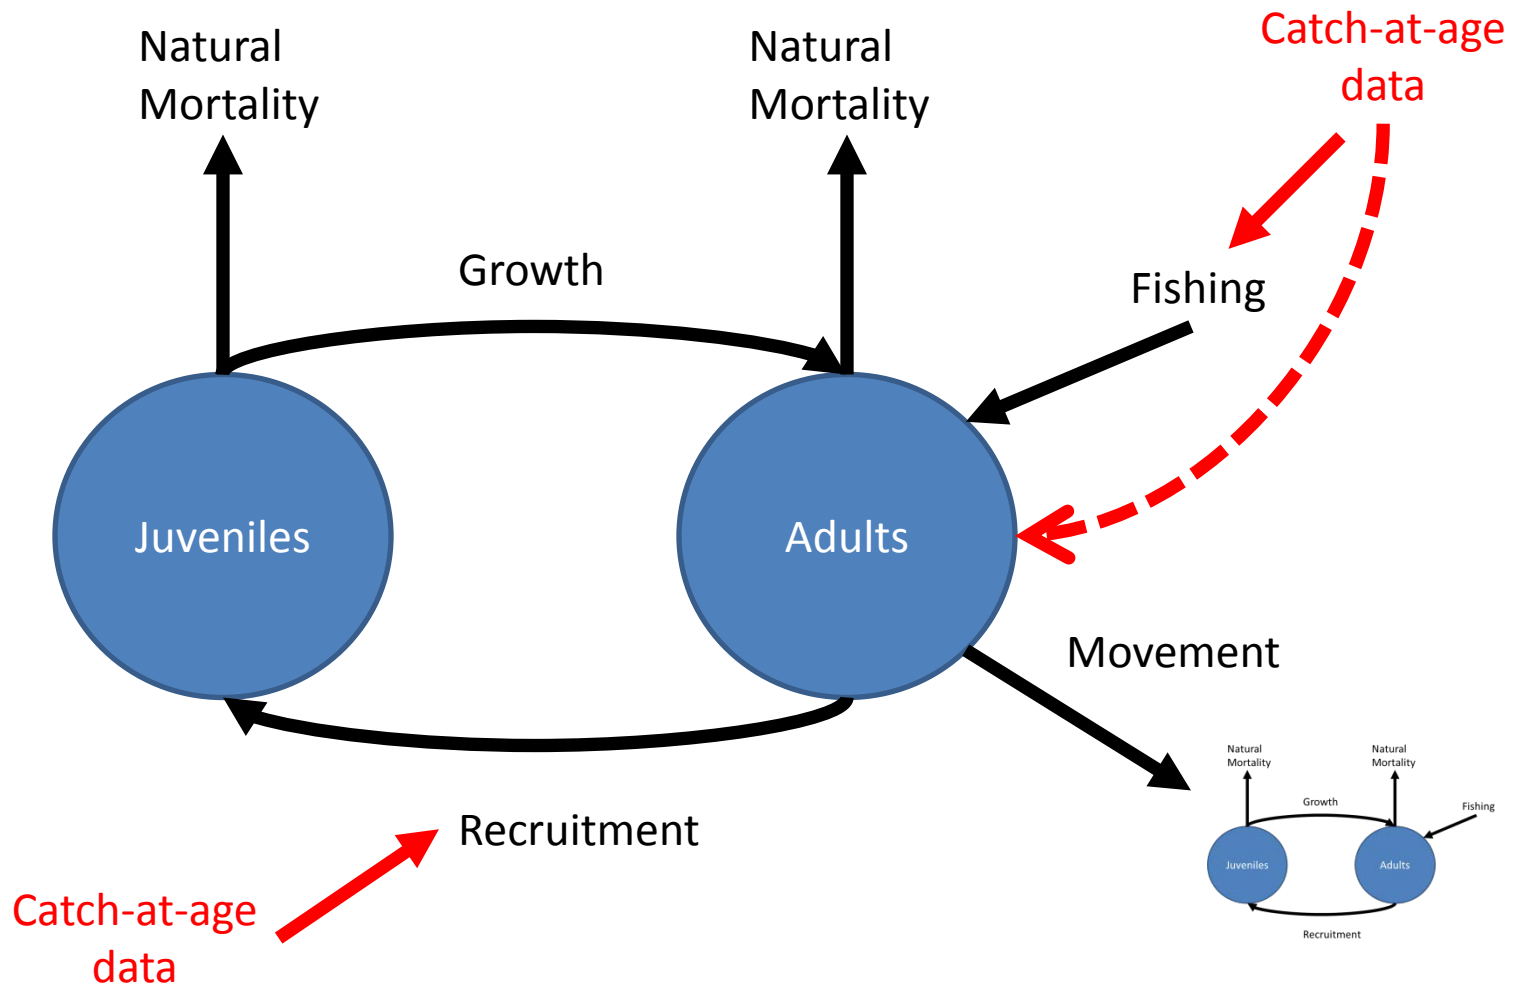 Natural
Mortality
Natural
Mortality
Catch-at-age
data
Growth
Fishing
Juveniles
Adults
Movement
Recruitment
Catch-at-age
data
Natural
Mortality
Natural
Mortality
Growth
Fishing
Juveniles
Adults
Recruitment